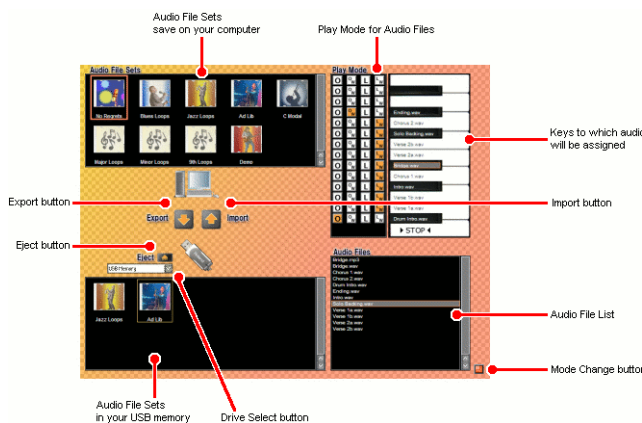 Audio File Sets
save on your computer
Play Mode for Audio Files
Audio File Sets
Play Mode
No Regrets
Blues Loops
Jazz Loops
Ad Lib
C Modal
Major Loops
Minor Loops
9th Loops
Demo
O L
Ending.wav
Chorus 2.wav
Solo Backing.wav
Verse 2b.wav
Verse 2a.wav
Bridge.wav
Chorus 1.wav
Intro.wav
Verse 1b.wav
Verse 1a.wav
Drum Intro.wav
STOP
Keys to which audio
will be assigned
Export button
Export
Import
Import button
Eject button
Eject
USB Memory
Jazz Loops
Ad Lib
Audio Files
Bridge.mp3
Bridge.wav
Chorus 1.wav
Chorus 2.wav
Drum Intro.wav
Ending.wav
Intro.wav
Solo Backing.wav
Verse 1a.wav
Verse 1b.wav
Verse 2a.wav
Verse 2b.wav
Audio File List
Mode Change button
Audio File Sets
in your USB memory
Drive Select button